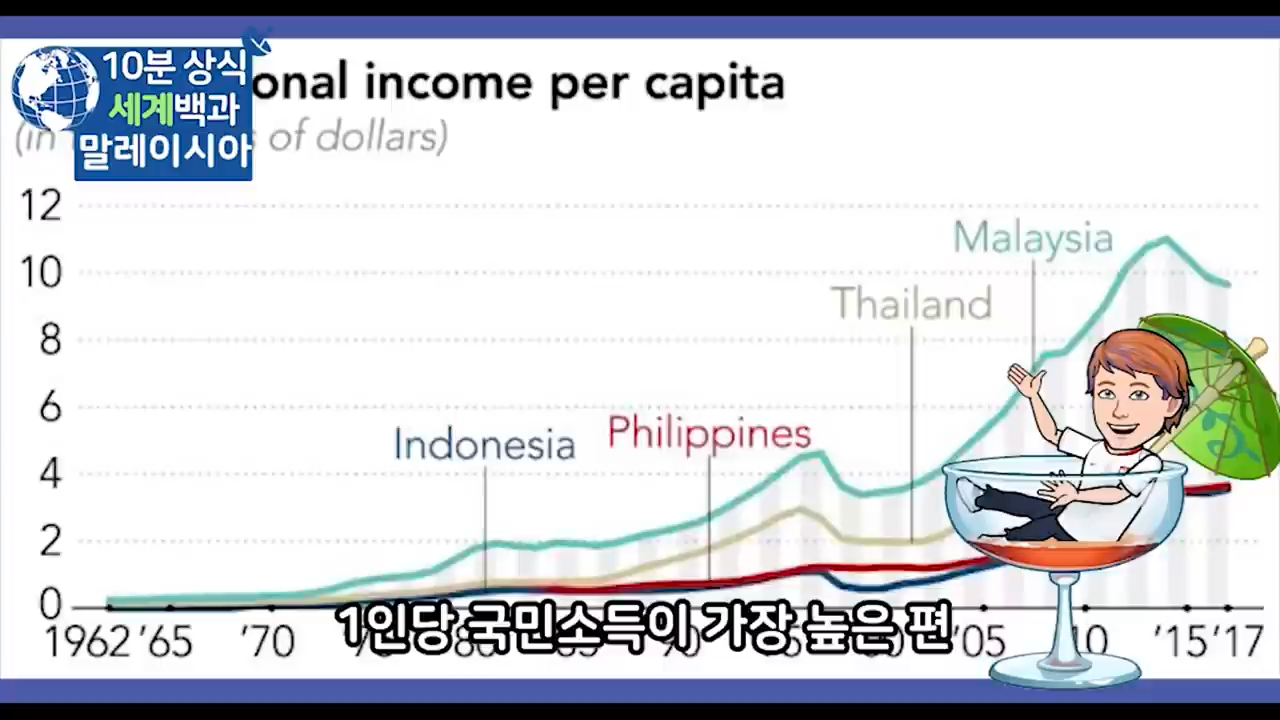 10분 상식
세계백과
말레이시아
onal income per capita
(in s of dollars)
12
10
8
6
4
2
0
Malaysia
Thailand
Philippines
Indonesia
1962 '65 '70 '05 10 '15 '17
1인당 국민소득이 가장 높은 편